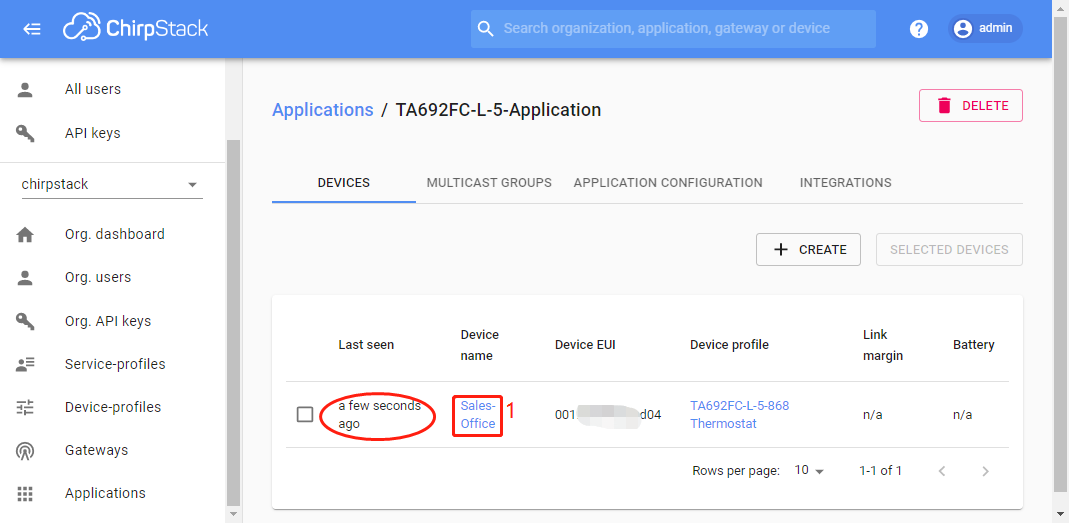 ChirpStack
Search organization, application, gateway or device
admin
All users
API keys
chirpstack
Org. dashboard
Org. users
Org. API keys
Service-profiles
Device-profiles
Gateways
Applications
Applications / TA692FC-L-5-Application
DELETE
DEVICES MULTICAST GROUPS APPLICATION CONFIGURATION INTEGRATIONS
CREATE SELECTED DEVICES
Last seen
Device
name
Device EUI
Device profile
Link
margin
Battery
a few seconds
ago
Sales-
Office
1
001 d04
TA692FC-L-5-868
Thermostat
n/a
n/a
Rows per page: 10 1-1 of 1